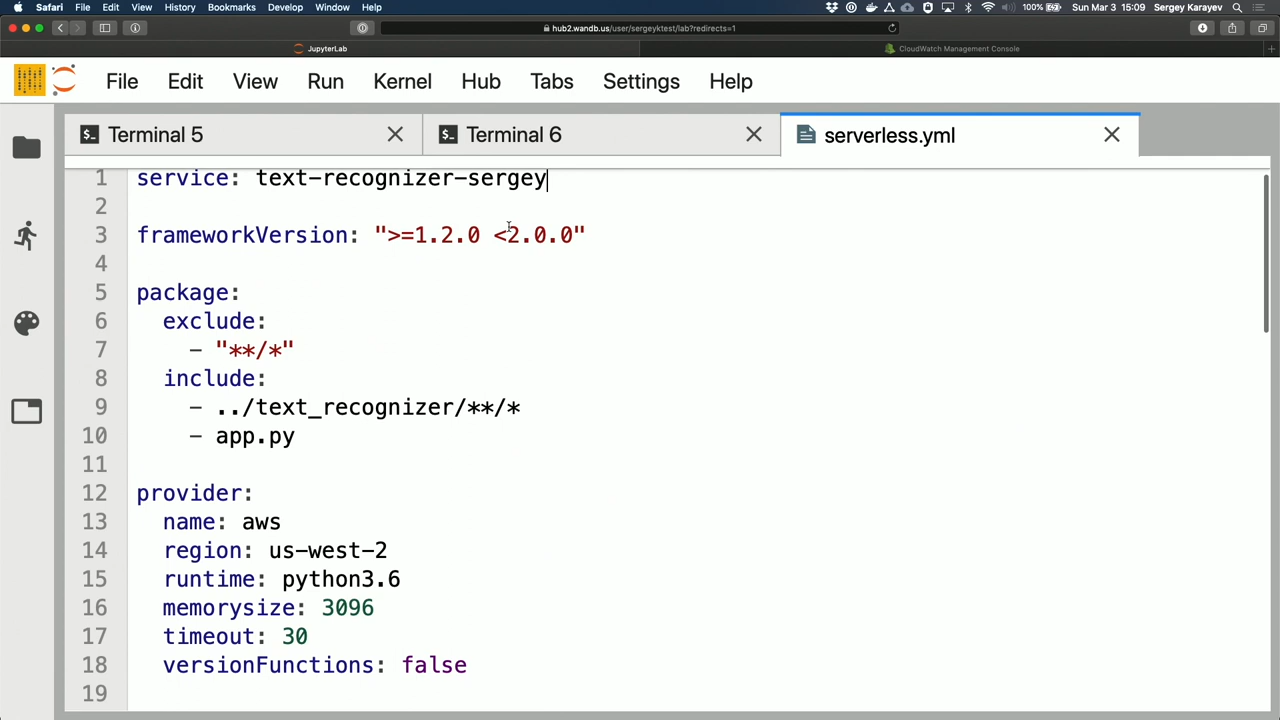 Safari File Edit View History Bookmarks Develop Window Help 100% Sun Mar 3 15:09 Sergey Karayev
hub2.wandb.us/user/sergeyktest/lab?redirects=1
JupyterLab CloudWatch Management Console
File Edit View Run Kernel Hub Tabs Settings Help
Terminal 5 Terminal 6 serverless.yml
1 service: text-recognizer-sergey
2
3 frameworkVersion: ">=1.2.0 <2.0.0"
4
5 package:
6 exclude:
7 - "**/*"
8 include:
9 - ../text_recognizer/**/*
10 - app.py
11
12 provider:
13 name: aws
14 region: us-west-2
15 runtime: python3.6
16 memorysize: 3096
17 timeout: 30
18 versionFunctions: false
19